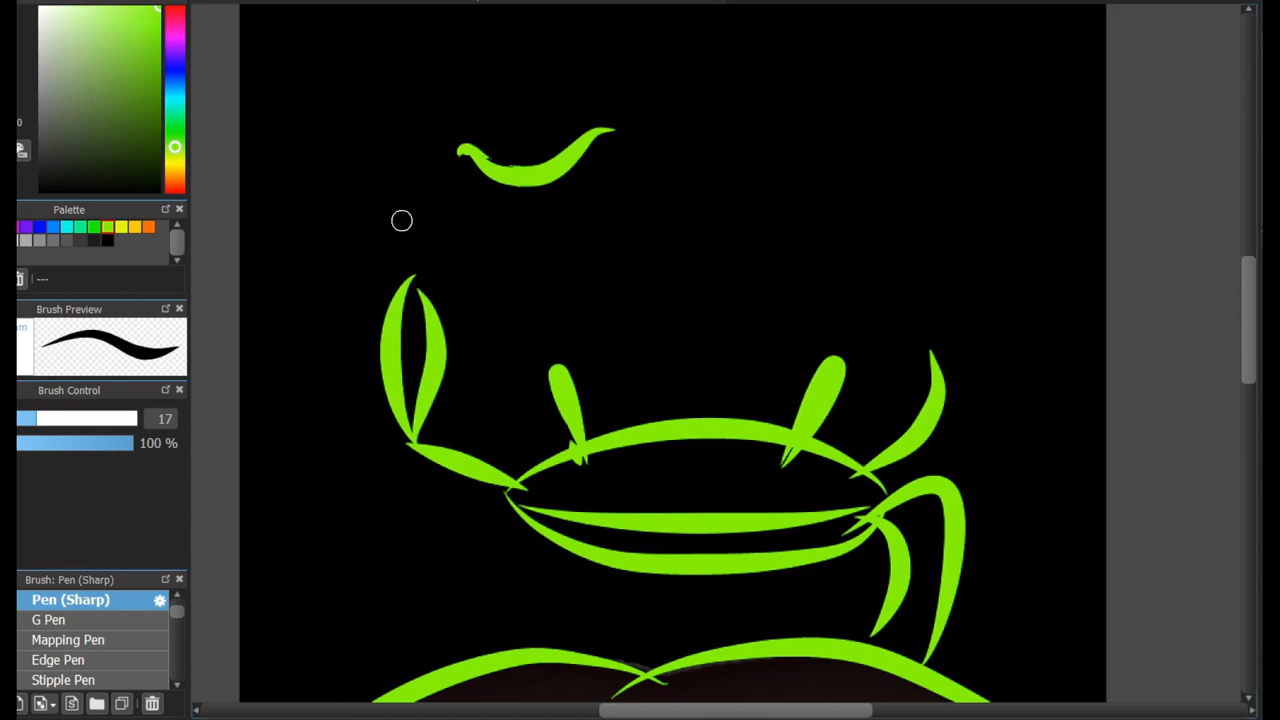 0
Palette
---
Brush Preview
Brush Control
17
100 %
Brush: Pen (Sharp)
Pen (Sharp)
G Pen
Mapping Pen
Edge Pen
Stipple Pen